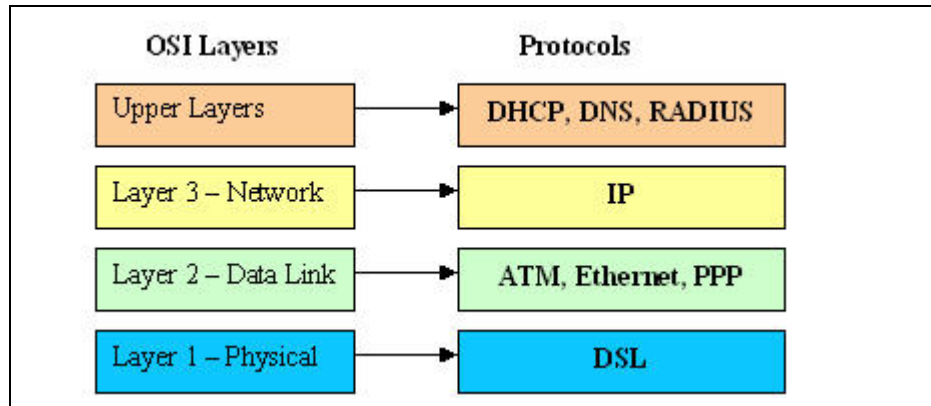 OSI Layers Protocols
Upper Layers DHCP, DNS, RADIUS
Layer 3 – Network IP
Layer 2 – Data Link ATM, Ethernet, PPP
Layer 1 – Physical DSL